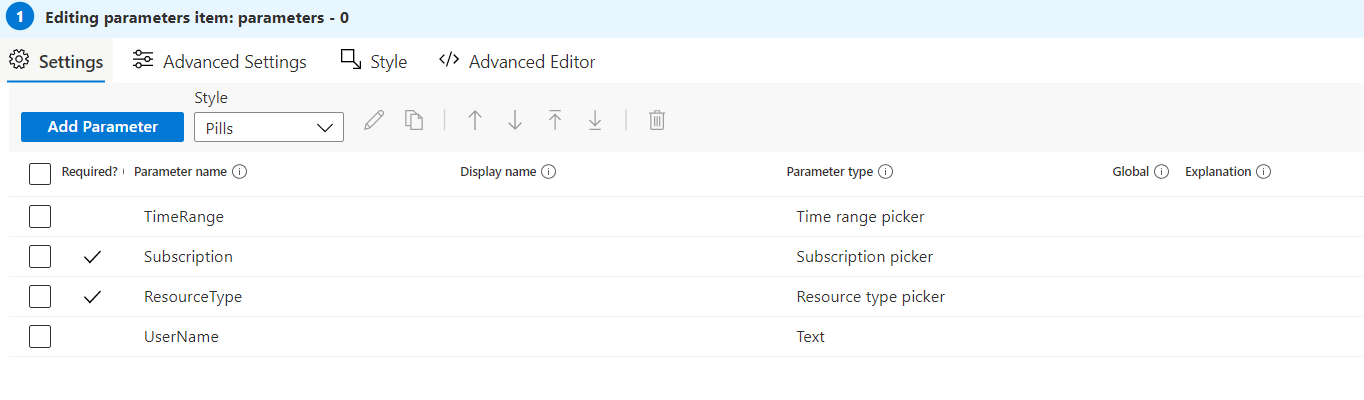 1 Editing parameters item: parameters - 0
Settings Advanced Settings Style </> Advanced Editor
Style
Add Parameter Pills
Required? Parameter name Display name Parameter type Global Explanation
TimeRange Time range picker
Subscription Subscription picker
ResourceType Resource type picker
UserName Text